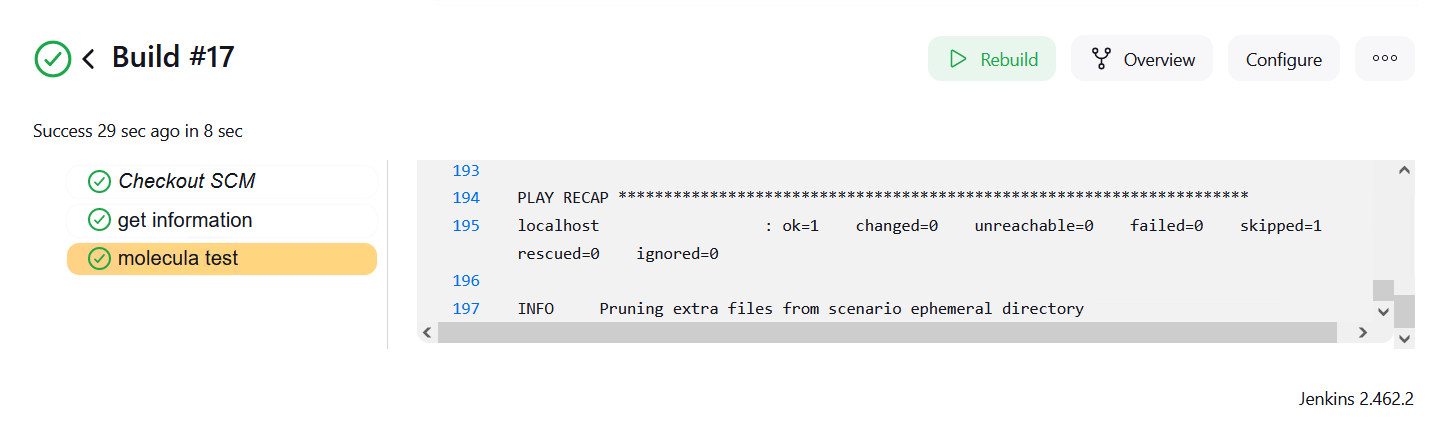 Build #17
Rebuild
Overview
Configure
Success 29 sec ago in 8 sec
Checkout SCM
get information
molecula test
193
194 PLAY RECAP *********************************************************************
195 localhost : ok=1 changed=0 unreachable=0 failed=0 skipped=1
rescued=0 ignored=0
196
197 INFO Pruning extra files from scenario ephemeral directory
Jenkins 2.462.2